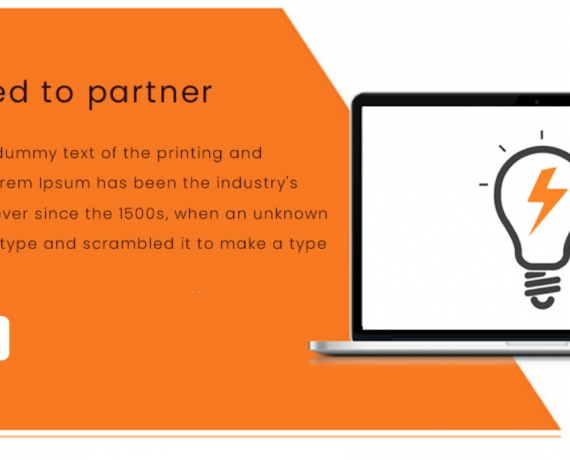 ed to partner
dummy text of the printing and
rem Ipsum has been the industry's
ever since the 1500s, when an unknown
type and scrambled it to make a type